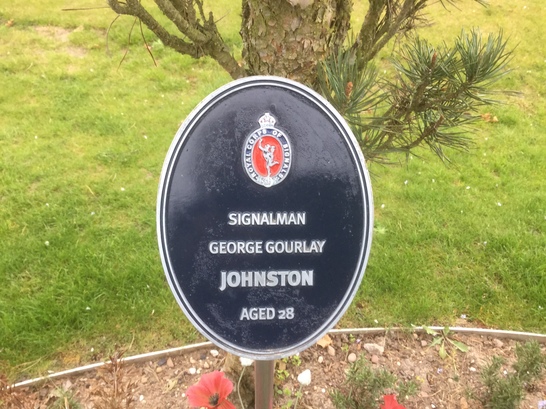 ROYAL CORPS OF SIGNALS
SIGNALMAN
GEORGE GOURLAY
JOHNSTON
AGED 28